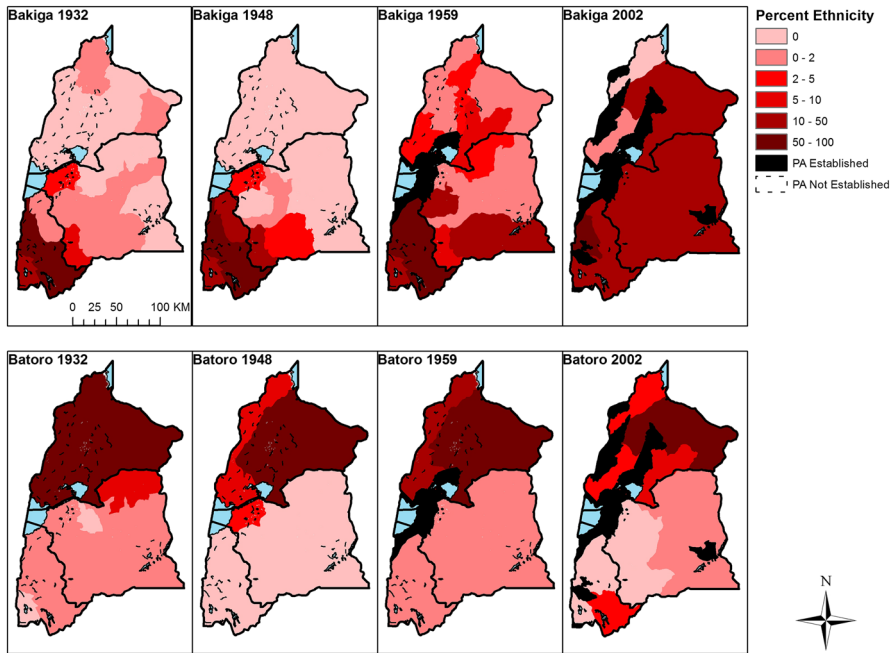 Bakiga 1932
Bakiga 1948
Bakiga 1959
Bakiga 2002
Percent Ethnicity
0
0 - 2
2 - 5
5 - 10
10 - 50
50 - 100
PA Established
PA Not Established
0 25 50 100 KM
Batoro 1932
Batoro 1948
Batoro 1959
Batoro 2002
N